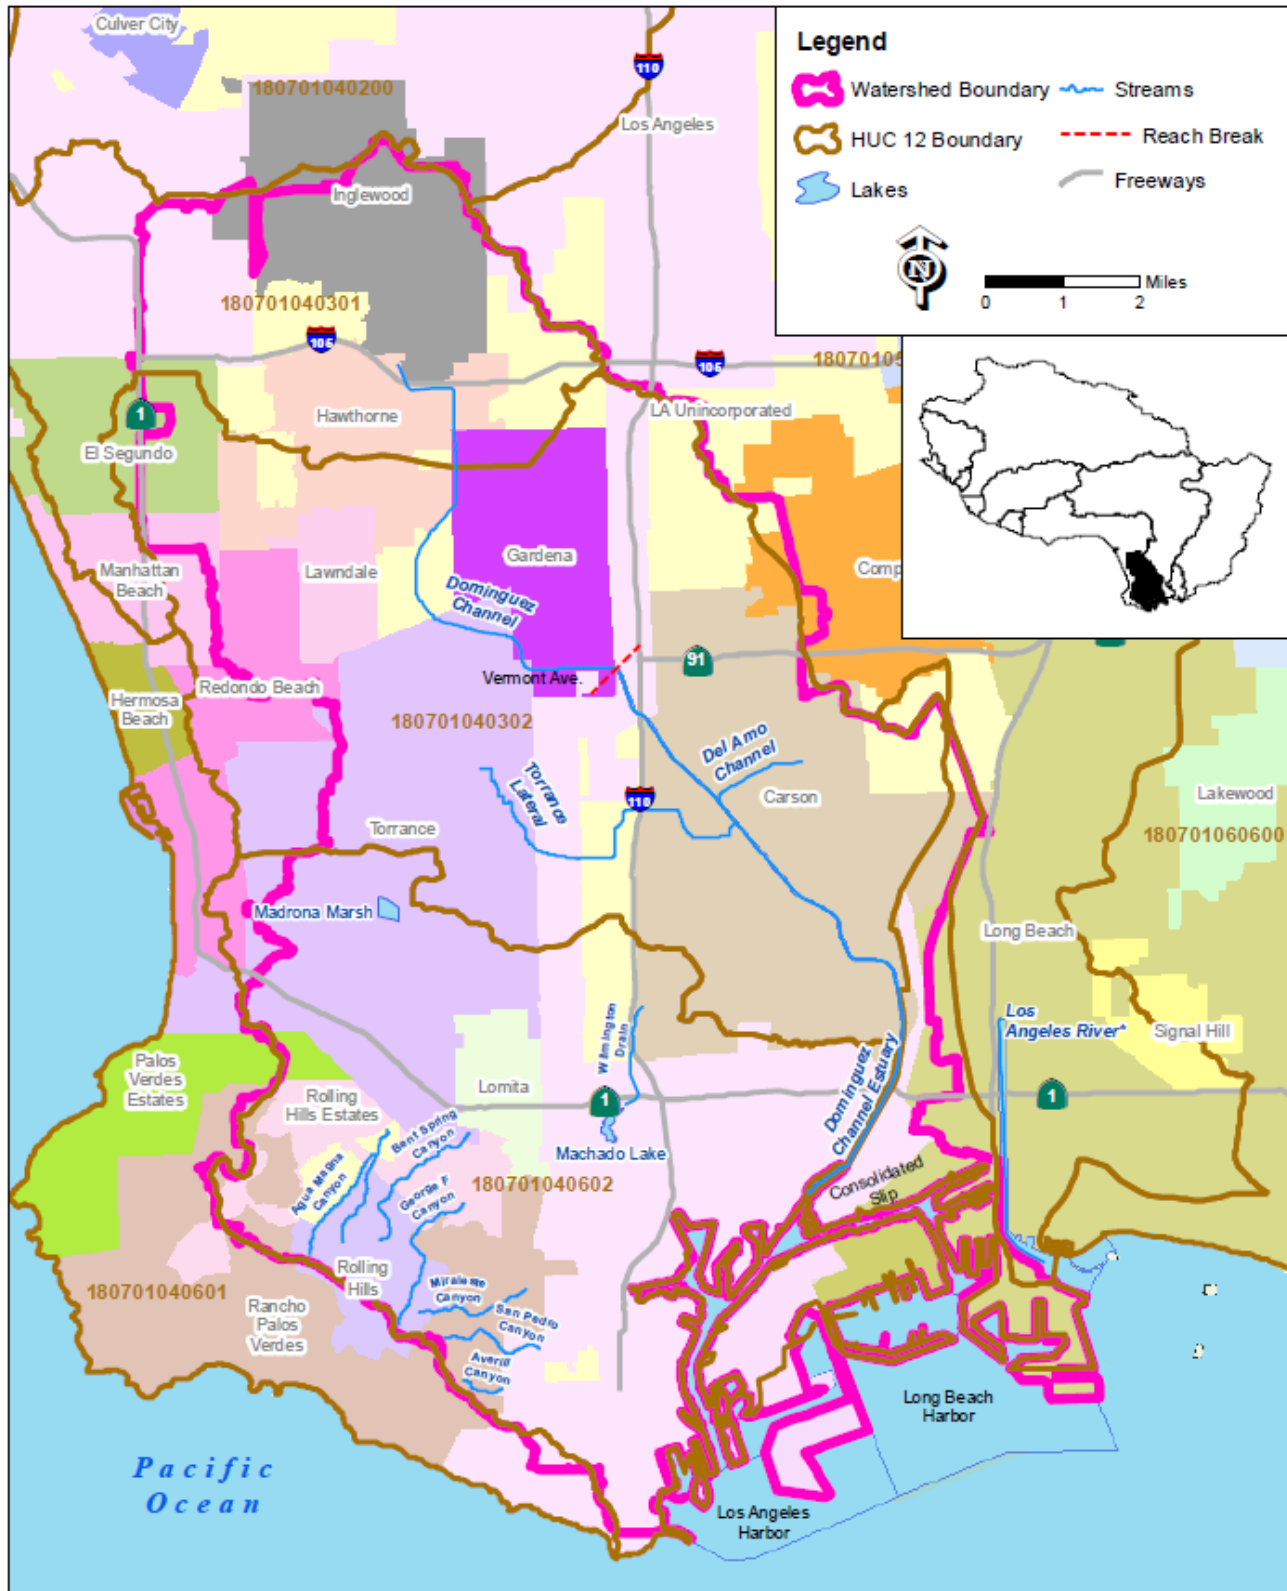 Culver City
180701040200
110
Los Angeles
Inglewood
Legend
Watershed Boundary
Streams
HUC 12 Boundary
Reach Break
Lakes
Freeways
N
Miles
0 1 2
180701040301
105
105
1807010
Hawthorne
LA Unincorporated
1
El Segundo
Gardena
Manhattan
Beach
Lawndale
Comp
Dominguez
Channel
91
Vermont Ave.
Hermosa
Beach
Redondo Beach
180701040302
Del Amo
Channel
Torrance
Lateral
110
Carson
Lakewood
Torrance
180701060600
Madrona Marsh
Long Beach
Los
Angeles River*
Signal Hill
Wilmington
Drain
Palos
Verdes
Estates
Rolling
Hills Estates
Lomita
1
1
Dominguez
Channel Estuary
Machado Lake
Bent Spring
Canyon
Agua Magna
Canyon
George F
Canyon
180701040602
Consolidated
Slip
Rolling
Hills
180701040601
Rancho
Palos
Verdes
Miraleste
Canyon
San Pedro
Canyon
Averill
Canyon
Long Beach
Harbor
Pacific
Ocean
Los Angeles
Harbor